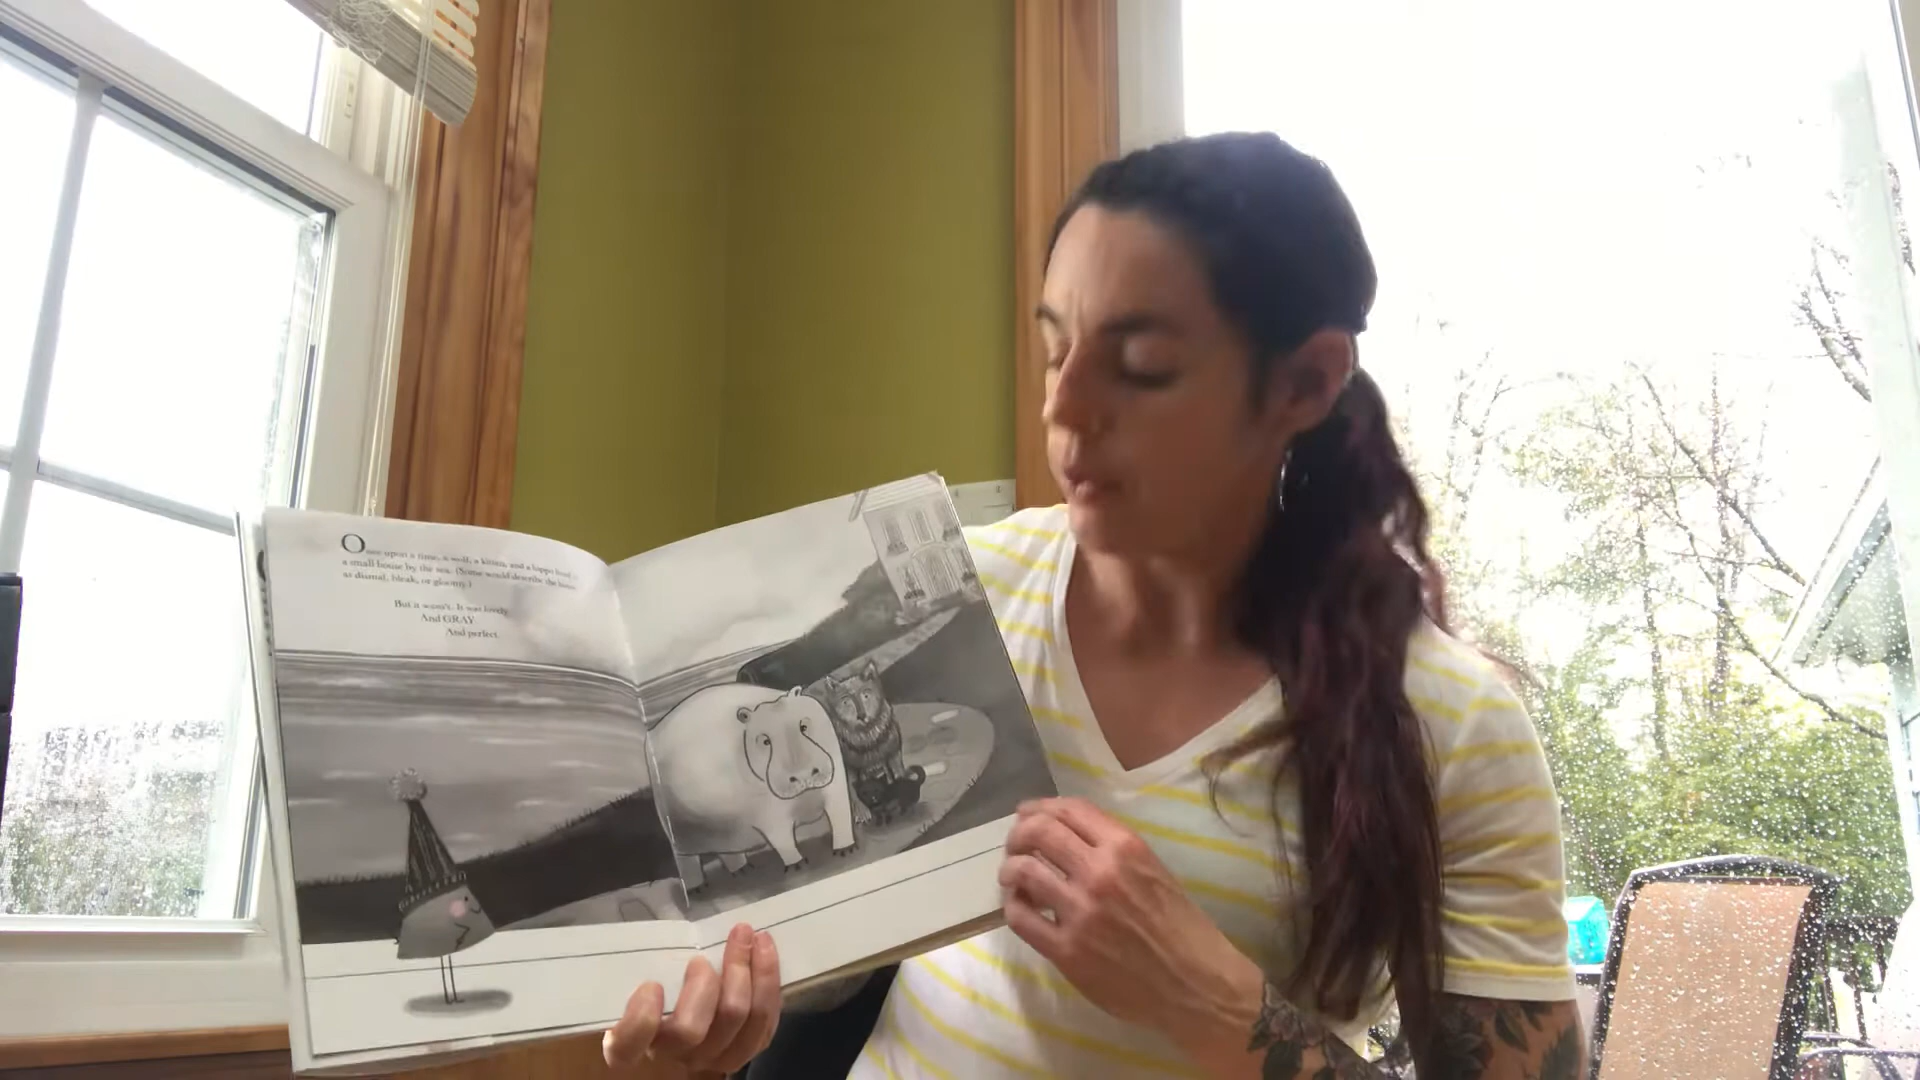 Once upon a time, a wolf, a kitten, and a hippo lived in
a small house by the sea. (Some would describe the house
as dismal, bleak, or gloomy.)
But it wasn't. It was lovely.
And GRAY.
And perfect.